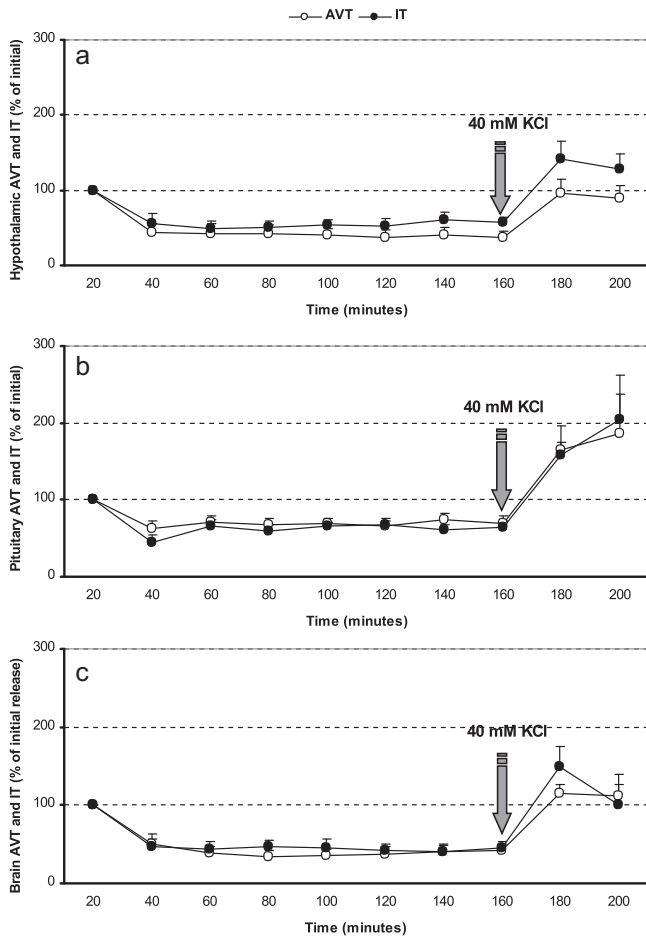 AVT IT
a
Hypothalamic AVT and IT (% of initial)
300
200
100
0
40 mM KCl
20 40 60 80 100 120 140 160 180 200
Time (minutes)
b
Pituitary AVT and IT (% of initial)
300
200
100
0
40 mM KCl
20 40 60 80 100 120 140 160 180 200
Time (minutes)
c
Brain AVT and IT (% of initial release)
300
200
100
0
40 mM KCl
20 40 60 80 100 120 140 160 180 200
Time (minutes)